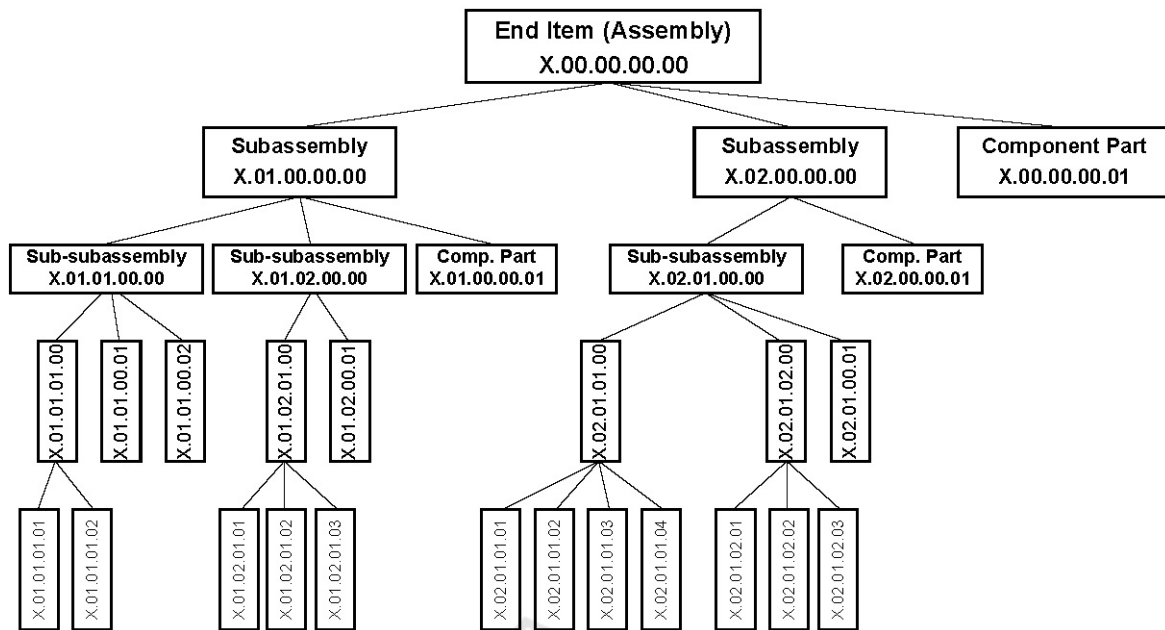 End Item (Assembly)
X.00.00.00.00
Subassembly
X.01.00.00.00
Subassembly
X.02.00.00.00
Component Part
X.00.00.00.01
Sub-subassembly
X.01.01.00.00
Sub-subassembly
X.01.02.00.00
Comp. Part
X.01.00.00.01
Sub-subassembly
X.02.01.00.00
Comp. Part
X.02.00.00.01
X.01.01.01.00
X.01.01.00.01
X.01.01.00.02
X.01.02.01.00
X.01.02.00.01
X.02.01.01.00
X.02.01.02.00
X.02.01.00.01
X.01.01.01.01
X.01.01.01.02
X.01.02.01.01
X.01.02.01.02
X.01.02.01.03
X.02.01.01.01
X.02.01.01.02
X.02.01.01.03
X.02.01.01.04
X.02.01.02.01
X.02.01.02.02
X.02.01.02.03